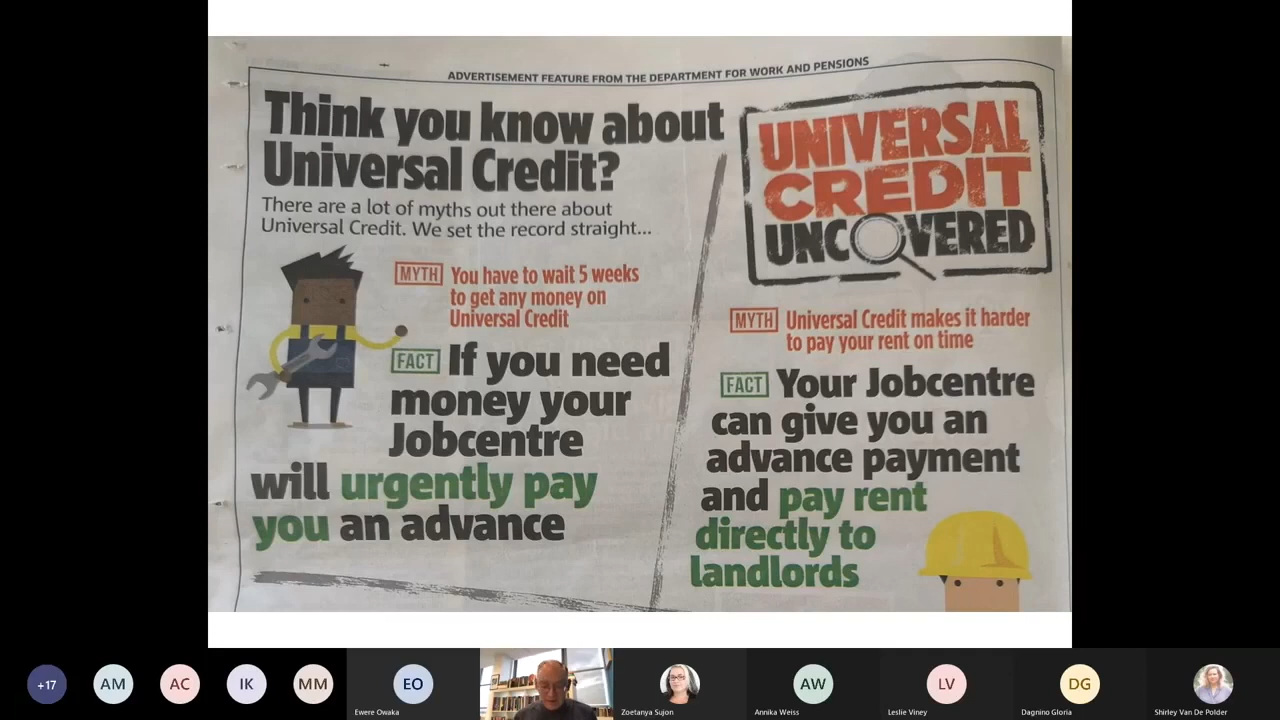 ADVERTISEMENT FEATURE FROM THE DEPARTMENT FOR WORK AND PENSIONS
Think you know about
Universal Credit?
There are a lot of myths out there about
Universal Credit. We set the record straight...
MYTH You have to wait 5 weeks
to get any money on
Universal Credit
FACT If you need
money your
Jobcentre
will urgently pay
you an advance
UNIVERSAL
CREDIT
UNCOVERED
MYTH Universal Credit makes it harder
to pay your rent on time
FACT Your Jobcentre
can give you an
advance payment
and pay rent
directly to
landlords
+17
AM
AC
IK
MM
EO
Ewere Owaka
Zoetanya Sujon
AW
Annika Weiss
LV
Leslie Viney
DG
Dagnino Gloria
Shirley Van De Polder